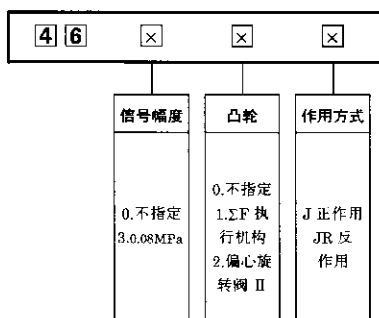 4 6 × × ×
信号幅度 凸轮 作用方式
0.不指定
3.0.08MPa
0.不指定
1.ΣF 执
行机构
2.偏心旋
转阀 II
J 正作用
JR 反
作用